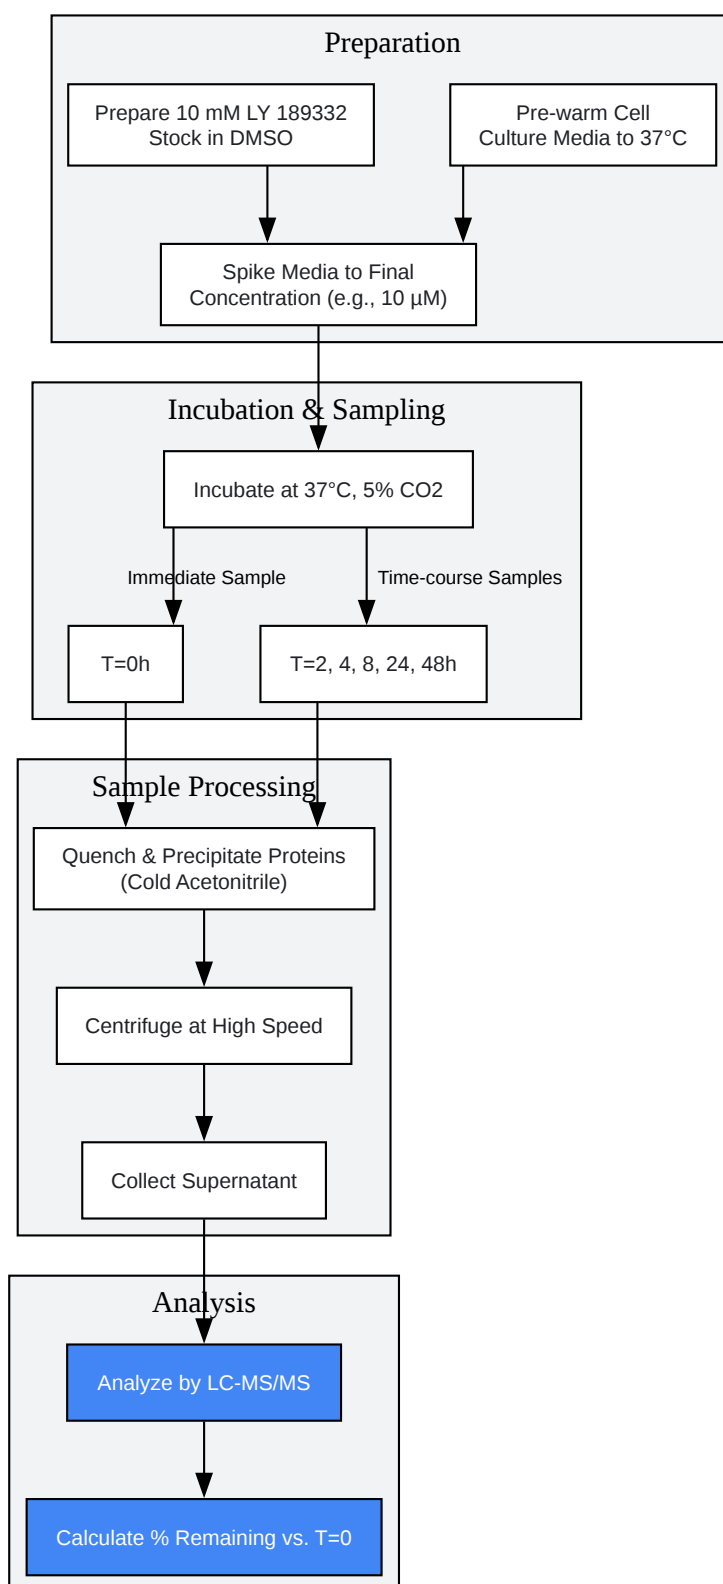 Preparation
Prepare 10 mM LY 189332
Stock in DMSO
Pre-warm Cell
Culture Media to 37°C
Spike Media to Final
Concentration (e.g., 10 µM)
Incubation & Sampling
Incubate at 37°C, 5% CO2
Immediate Sample
Time-course Samples
T=0h
T=2, 4, 8, 24, 48h
Sample Processing
Quench & Precipitate Proteins
(Cold Acetonitrile)
Centrifuge at High Speed
Collect Supernatant
Analysis
Analyze by LC-MS/MS
Calculate % Remaining vs. T=0